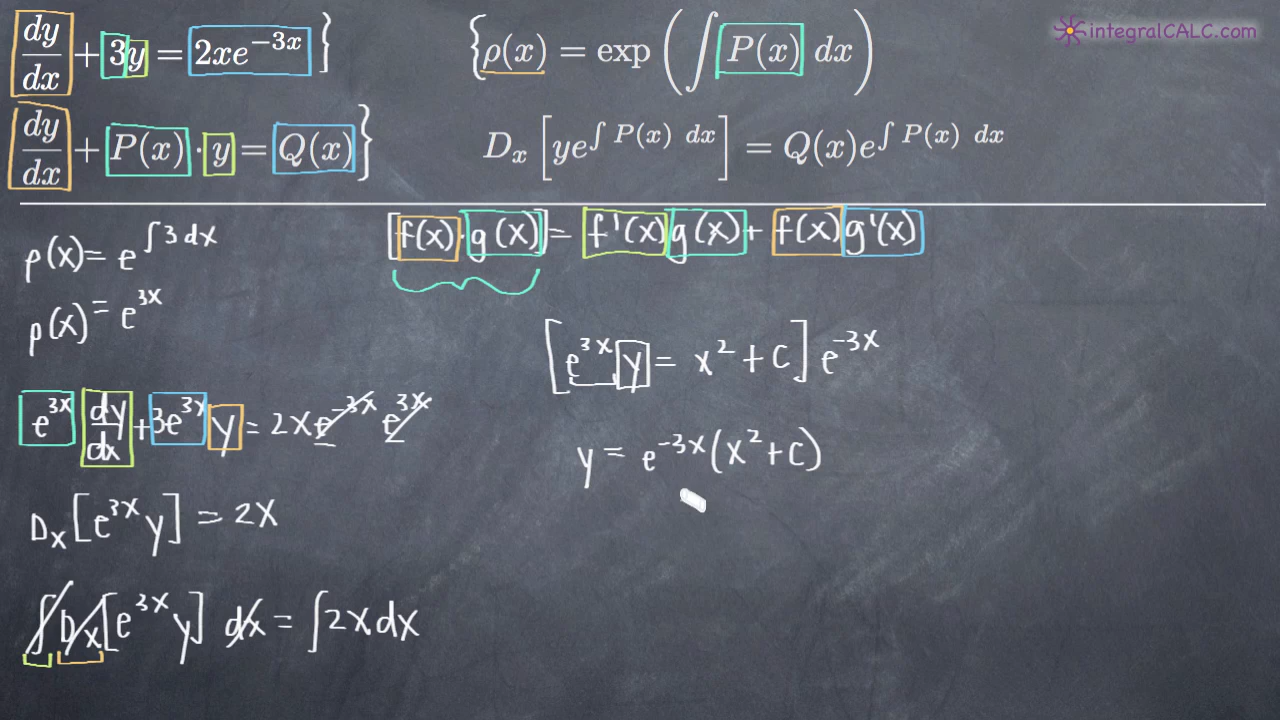 dy/dx + 3y = 2xe^{-3x} }
{ρ(x) = exp (∫ P(x) dx)
integralCALC.com
dy/dx + P(x) · y = Q(x) }
D_x [ye^{∫ P(x) dx}] = Q(x)e^{∫ P(x) dx}
[f(x) · g(x)] = f'(x) g(x) + f(x) g'(x)
ρ(x) = e^{∫ 3 dx}
ρ(x) = e^{3x}
e^{3x} dy/dx + 3e^{3x} y = 2x e^{-3x} e^{3x}
D_x [e^{3x} y] = 2x
∫ D_x [e^{3x} y] dx = ∫ 2x dx
[e^{3x} y = x^2 + C] e^{-3x}
y = e^{-3x} (x^2 + C)